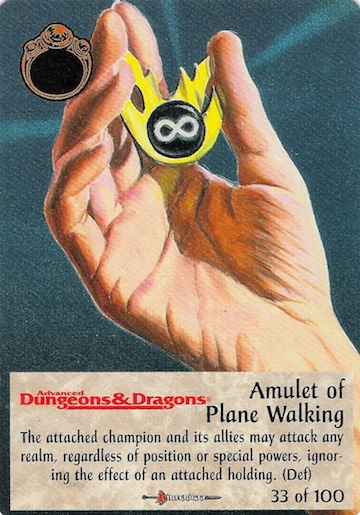 Advanced
Dungeons & Dragons
Amulet of
Plane Walking
The attached champion and its allies may attack any
realm, regardless of position or special powers, ignor-
ing the effect of an attached holding. (Def)
33 of 100